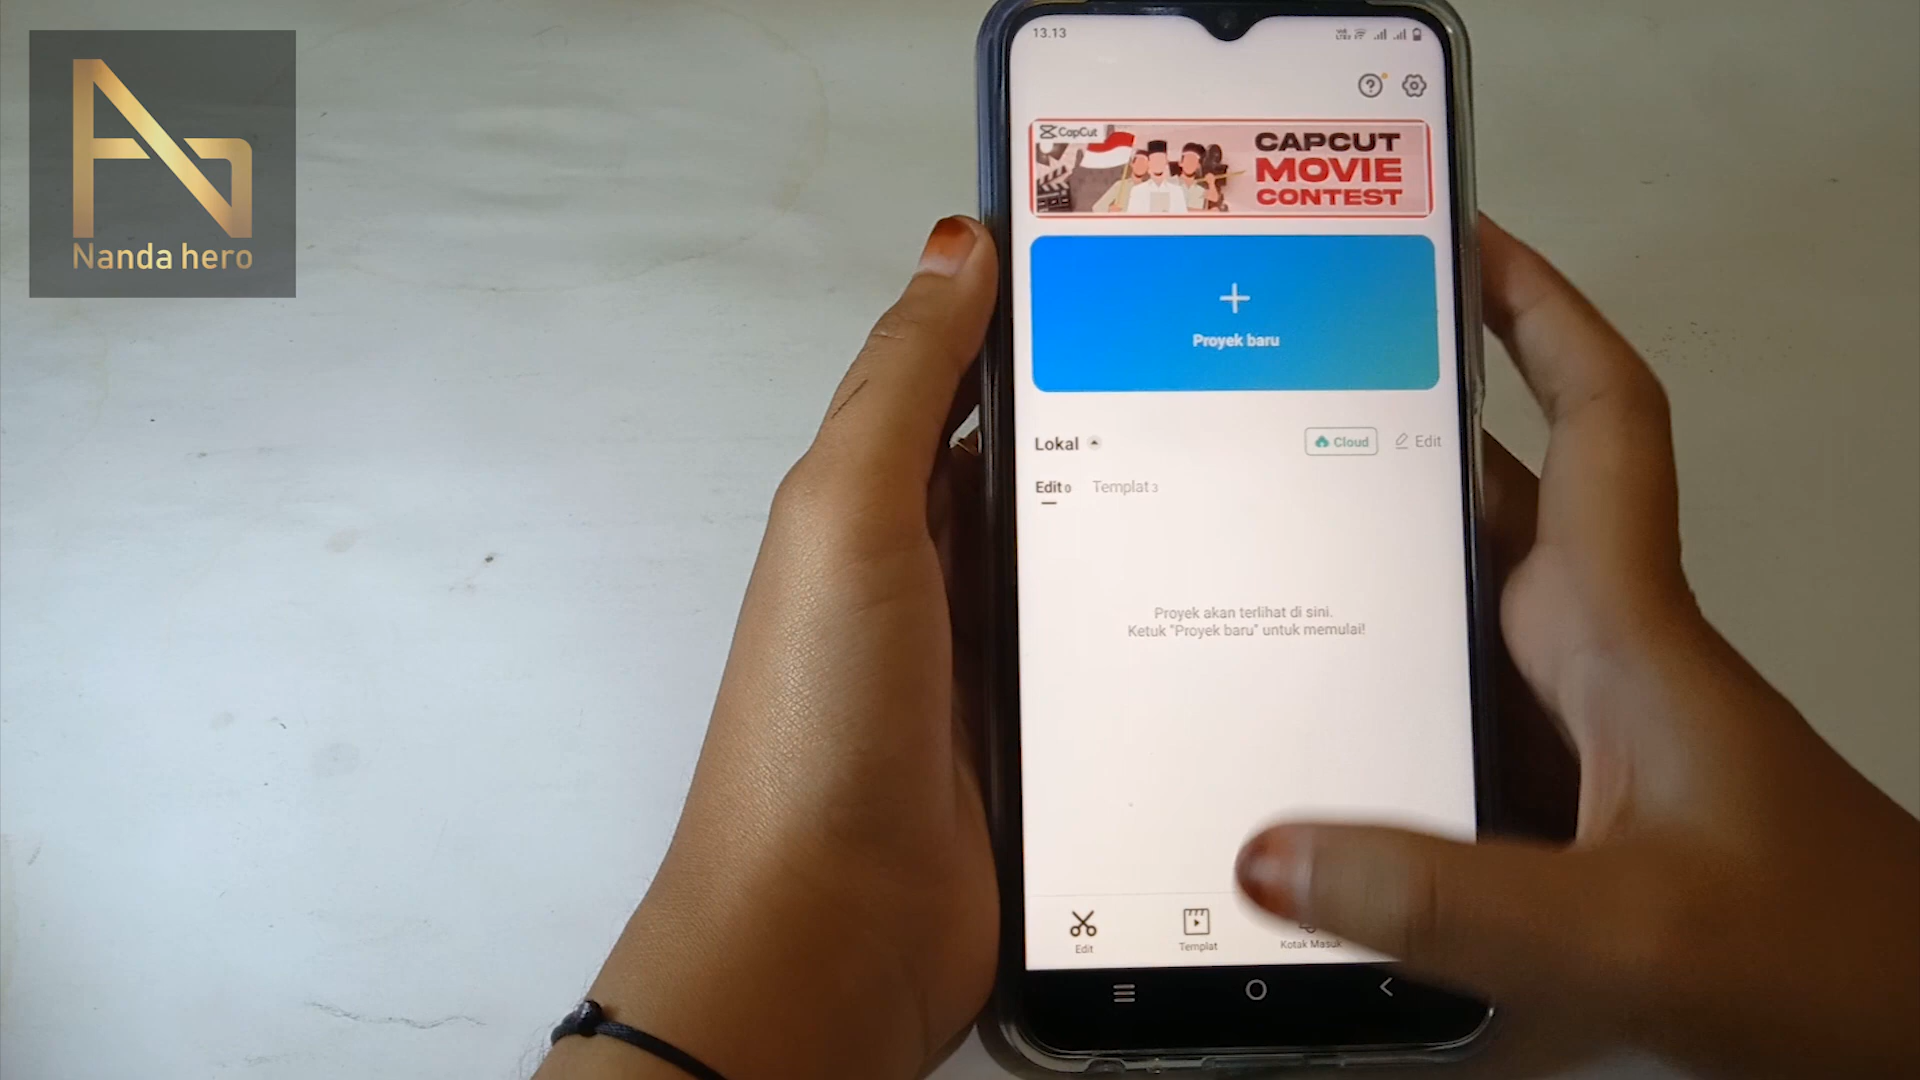 Nanda hero
13.13
CapCut
CAPCUT
MOVIE
CONTEST
Proyek baru
Lokal
Cloud
Edit
Edit 0
Templat 3
Proyek akan terlihat di sini.
Ketuk "Proyek baru" untuk memulai!
Edit
Templat
Kotak Masuk